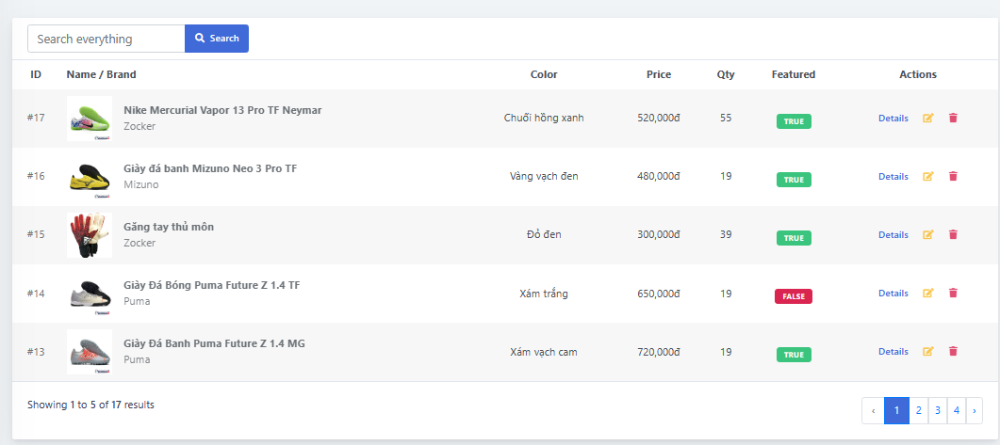 Search everything Search
ID Name / Brand Color Price Qty Featured Actions
Nike Mercurial Vapor 13 Pro TF Neymar
#17 Chuối hồng xanh 520,000đ 55 TRUE Details
Zocker
Giày đá banh Mizuno Neo 3 Pro TF
#16 Vàng vạch đen 480,000đ 19 TRUE Details
Mizuno
Găng tay thủ môn
#15 Đỏ đen 300,000đ 39 TRUE Details
Zocker
Giày Đá Bóng Puma Future Z 1.4 TF
#14 Xám trắng 650,000đ 19 FALSE Details
Puma
Giày Đá Banh Puma Future Z 1.4 MG
#13 Xám vạch cam 720,000đ 19 TRUE Details
Puma
Showing 1 to 5 of 17 results ‹ 1 2 3 4 ›